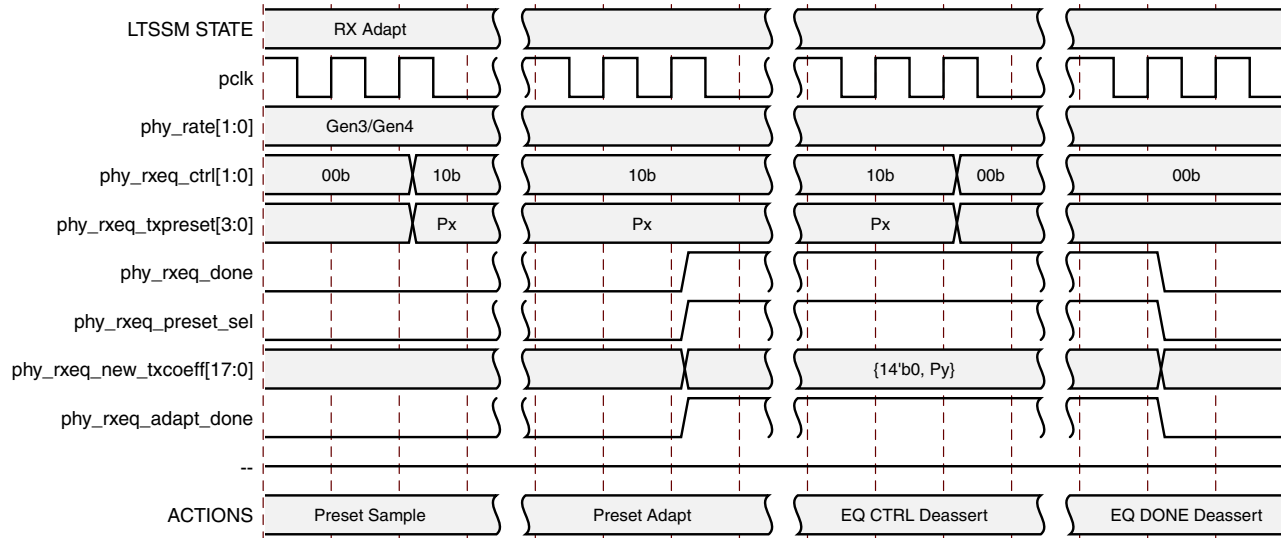 LTSSM STATE RX Adapt
pclk
phy_rate[1:0] Gen3/Gen4
phy_rxeq_ctrl[1:0] 00b 10b 10b 10b 00b 00b
phy_rxeq_txpreset[3:0] Px Px Px
phy_rxeq_done
phy_rxeq_preset_sel
phy_rxeq_new_txcoeff[17:0] {14'b0, Py}
phy_rxeq_adapt_done
--
ACTIONS Preset Sample Preset Adapt EQ CTRL Deassert EQ DONE Deassert